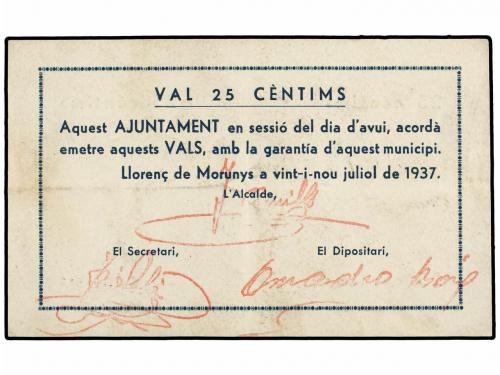 VAL 25 CÈNTIMS
Aquest AJUNTAMENT en sessió del dia d'avui, acordà
emetre aquests VALS, amb la garantía d'aquest municipi.
Llorenç de Morunys a vint-i-nou juliol de 1937.
L'Alcalde,
El Secretari, El Dipositari,